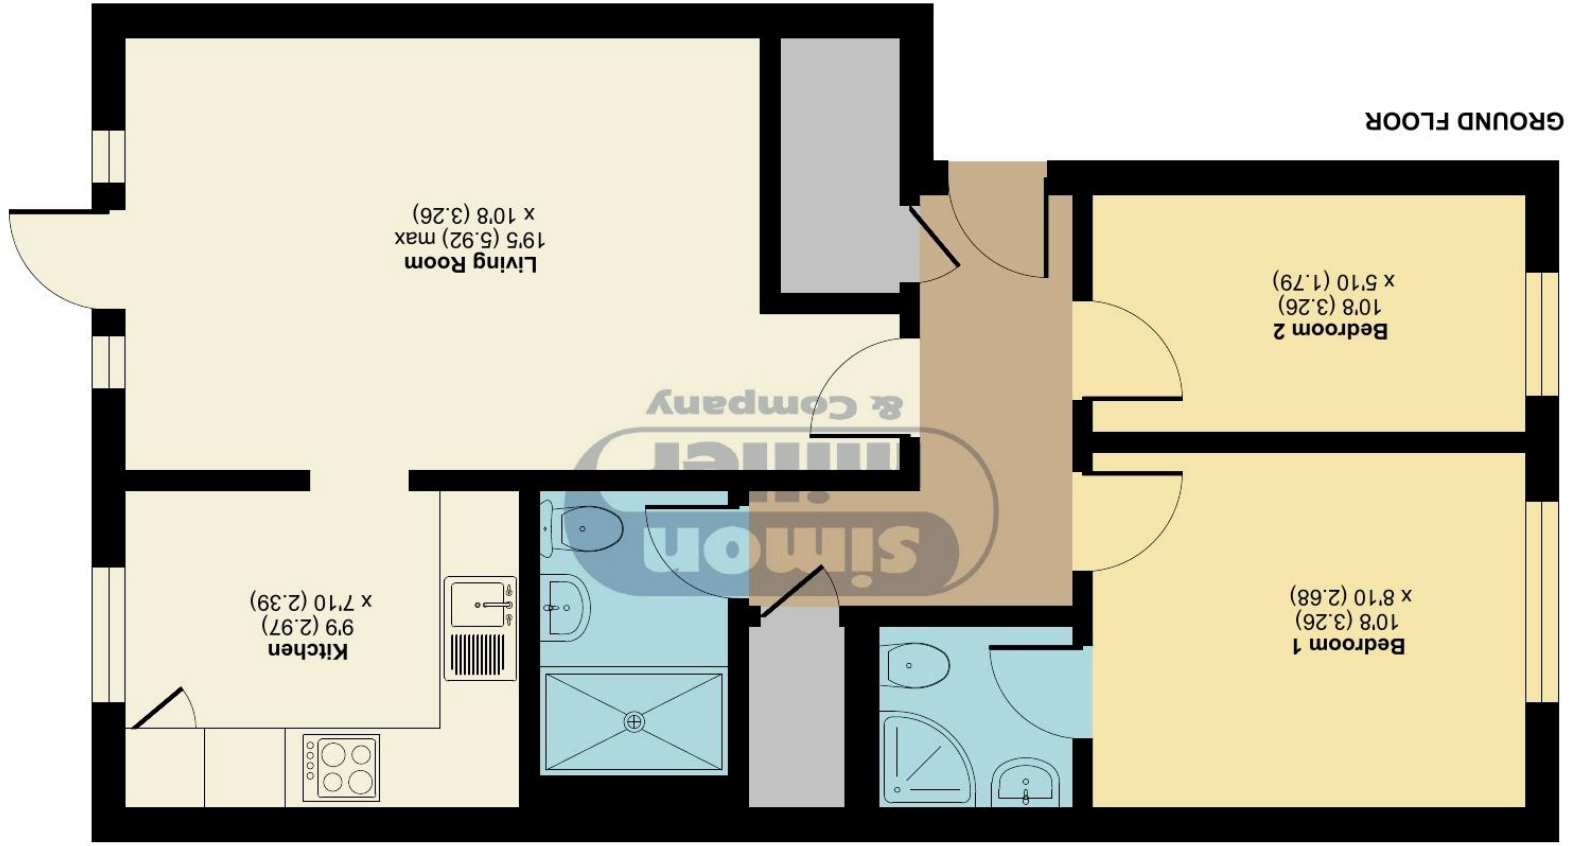 Bedroom 1
10'8 (3.26)
x 8'10 (2.68)
Kitchen
9'9 (2.97)
x 7'10 (2.39)
simon
miller
& Company
Bedroom 2
10'8 (3.26)
x 5'10 (1.79)
Living Room
19'5 (5.92) max
x 10'8 (3.26)
GROUND FLOOR